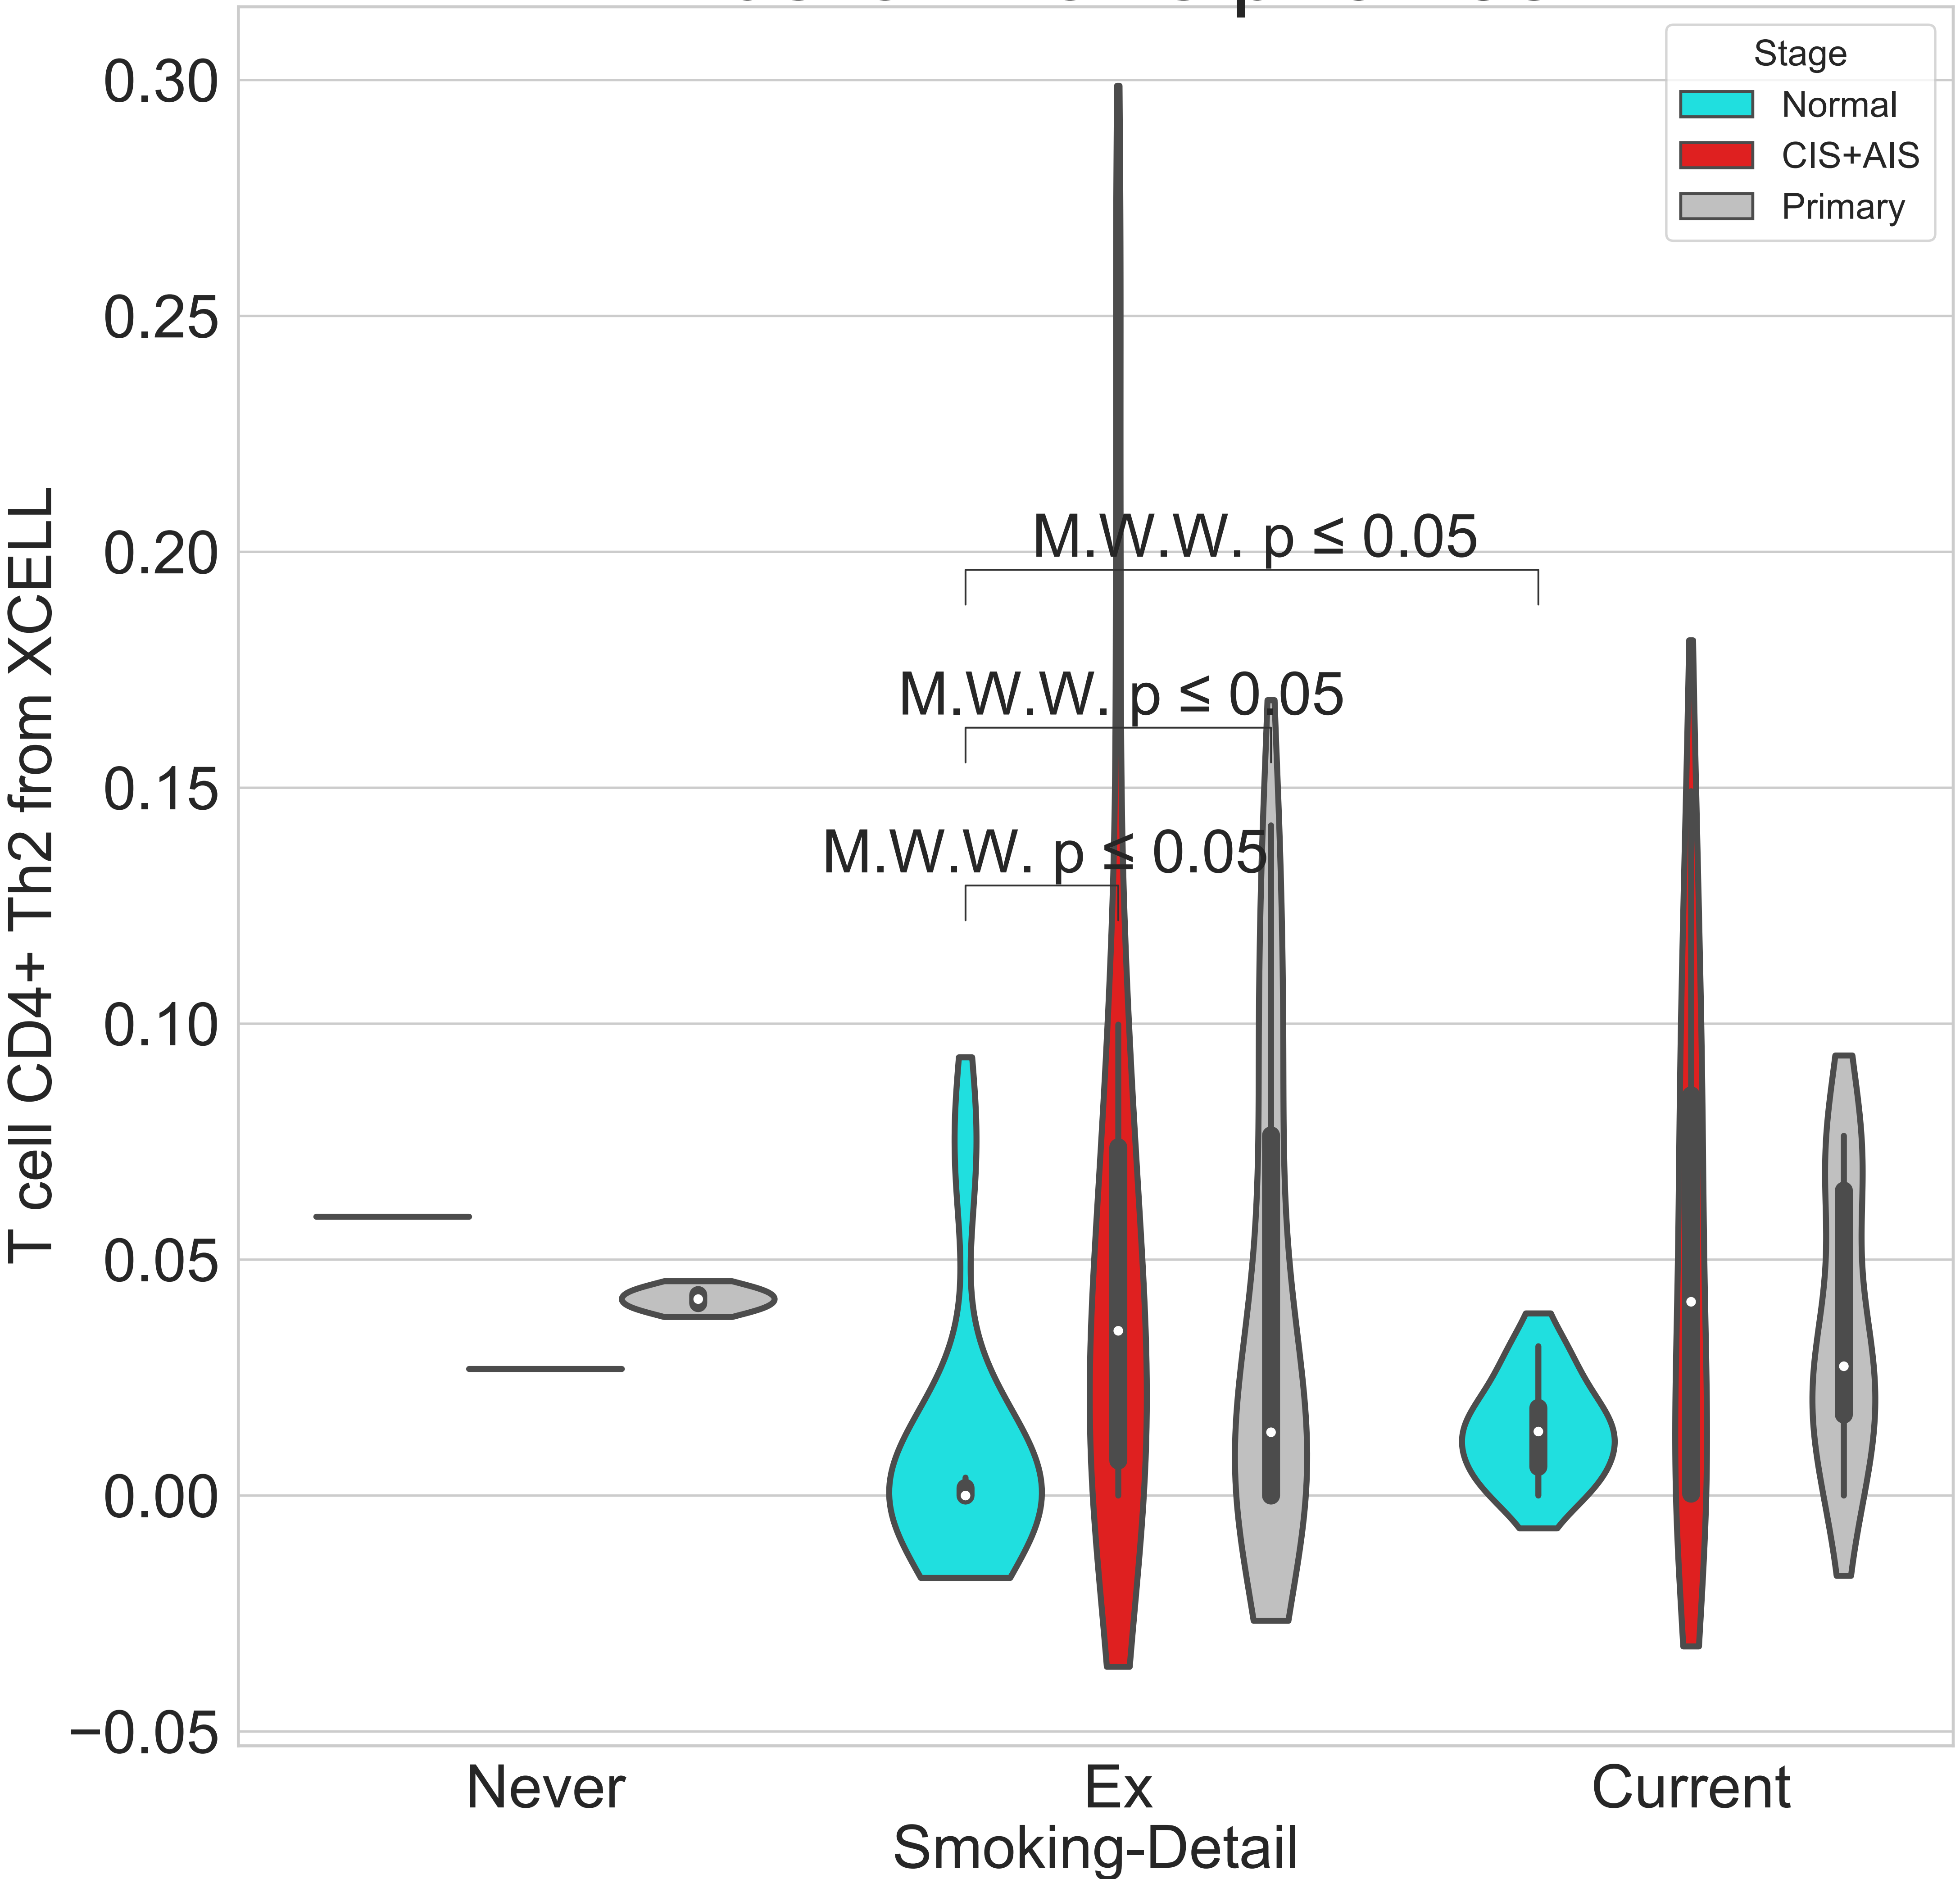 Stage
Normal
CIS+AIS
Primary
T cell CD4+ Th2 from XCELL
0.30
0.25
0.20
0.15
0.10
0.05
0.00
−0.05
M.W.W. p ≤ 0.05
M.W.W. p ≤ 0.05
M.W.W. p ≤ 0.05
Never
Ex
Current
Smoking-Detail